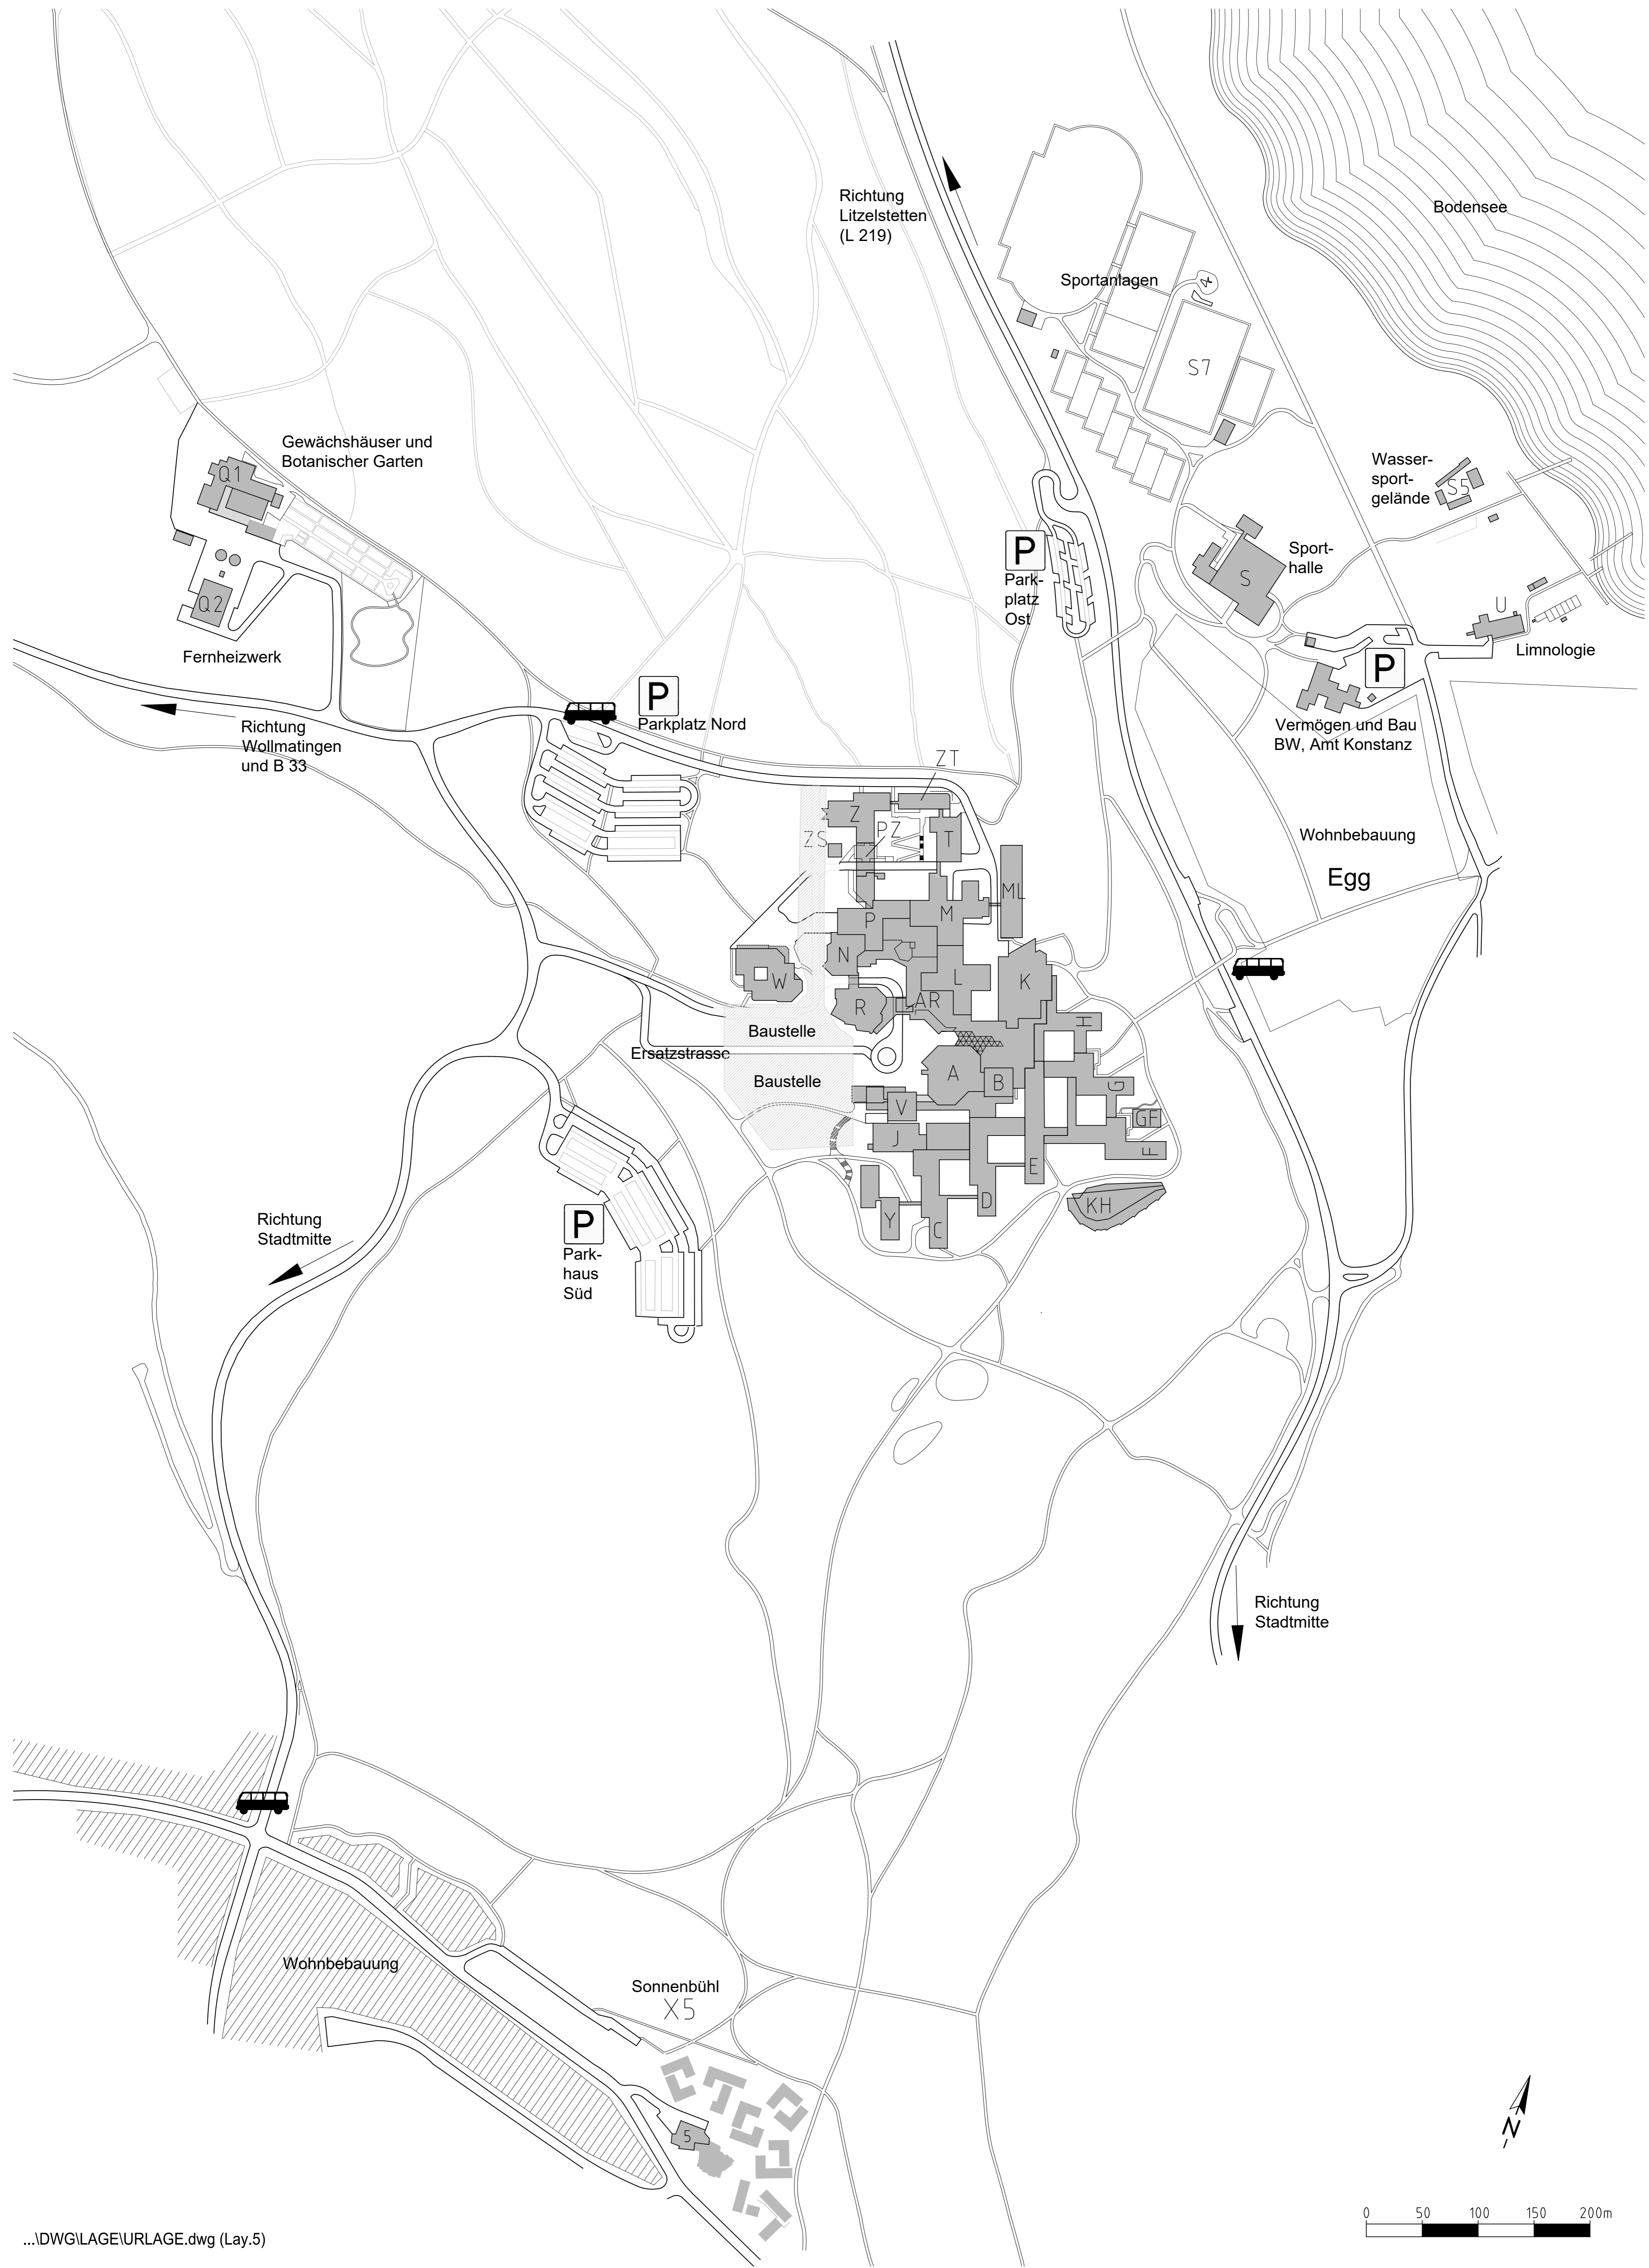 Richtung
Litzelstetten
(L 219)
Bodensee
Sportanlagen
4
S7
Gewächshäuser und
Botanischer Garten
Q1
Wasser-
sport-
gelände
S5
P
Park-
platz
Ost
Sport-
halle
S
Q2
U
Limnologie
Fernheizwerk
P
Vermögen und Bau
BW, Amt Konstanz
P
Parkplatz Nord
Richtung
Wollmatingen
und B 33
ZT
Z
PZ
ZS
T
Wohnbebauung
Egg
ML
P
M
N
L
K
W
R
AR
H
Baustelle
Ersatzstrasse
Baustelle
A
B
G
V
GF
J
F
E
D
KH
Y
C
Richtung
Stadtmitte
P
Park-
haus
Süd
Richtung
Stadtmitte
Wohnbebauung
Sonnenbühl
X5
5
N
0 50 100 150 200m
...\DWG\LAGE\URLAGE.dwg (Lay.5)